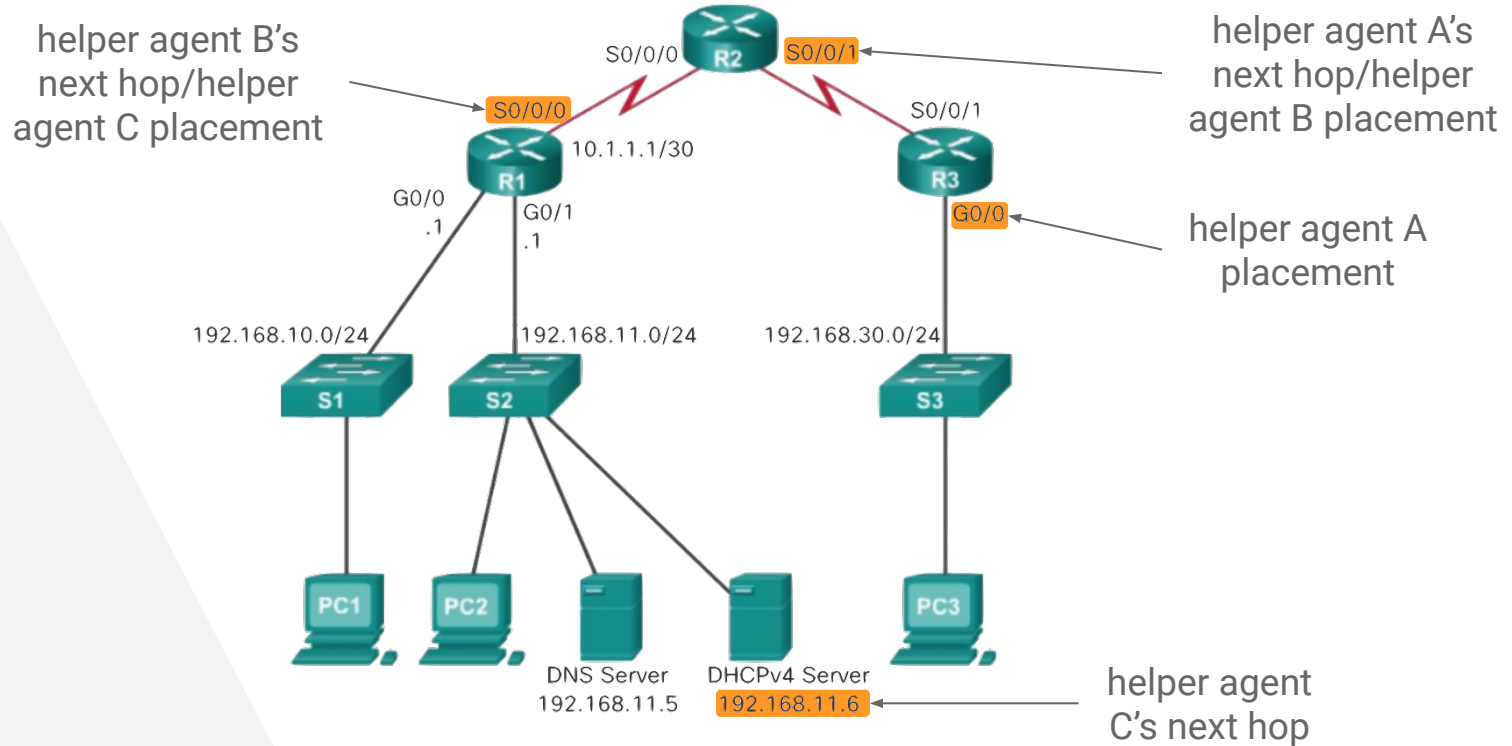 helper agent B’s
next hop/helper
agent C placement
helper agent A’s
next hop/helper
agent B placement
S0/0/0
R2
S0/0/1
S0/0/0
S0/0/1
10.1.1.1/30
R1
R3
G0/0
.1
G0/1
.1
G0/0
helper agent A
placement
192.168.10.0/24
192.168.11.0/24
192.168.30.0/24
S1
S2
S3
PC1
PC2
PC3
DNS Server
192.168.11.5
DHCPv4 Server
192.168.11.6
helper agent
C’s next hop